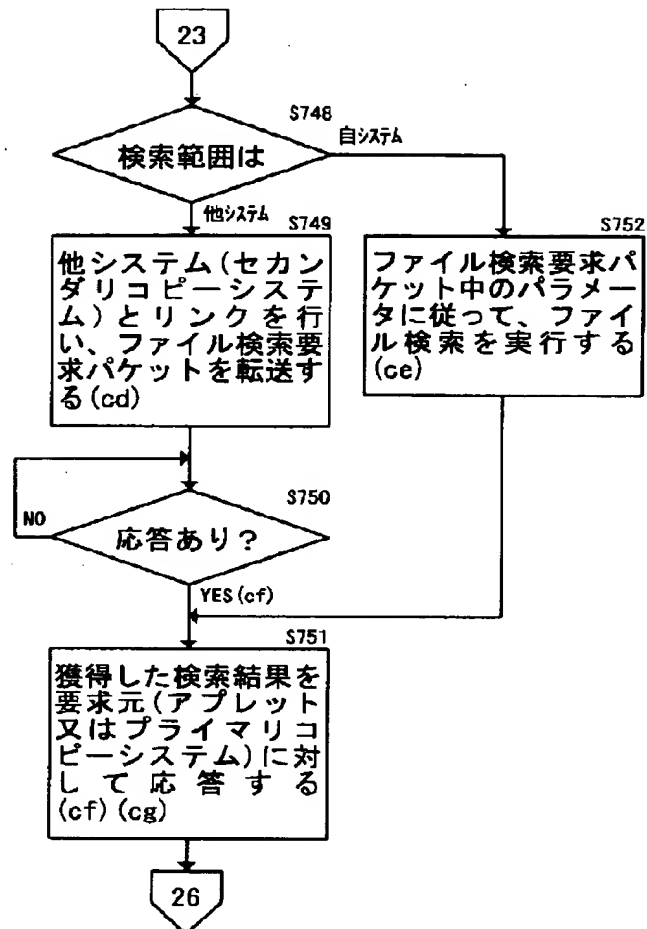 23
S748
検索範囲は
自システム
他システム
S749
他システム(セカン
ダリコピーシステ
ム)とリンクを行
い、ファイル検索要
求パケットを転送す
る(cd)
S752
ファイル検索要求パ
ケット中のパラメー
タに従って、ファイ
ル検索を実行する
(ce)
S750
NO
応答あり?
YES(cf)
S751
獲得した検索結果を
要求元(アプレット
又はプライマリコ
ピーシステム)に対
して応答する
(cf)(cg)
26